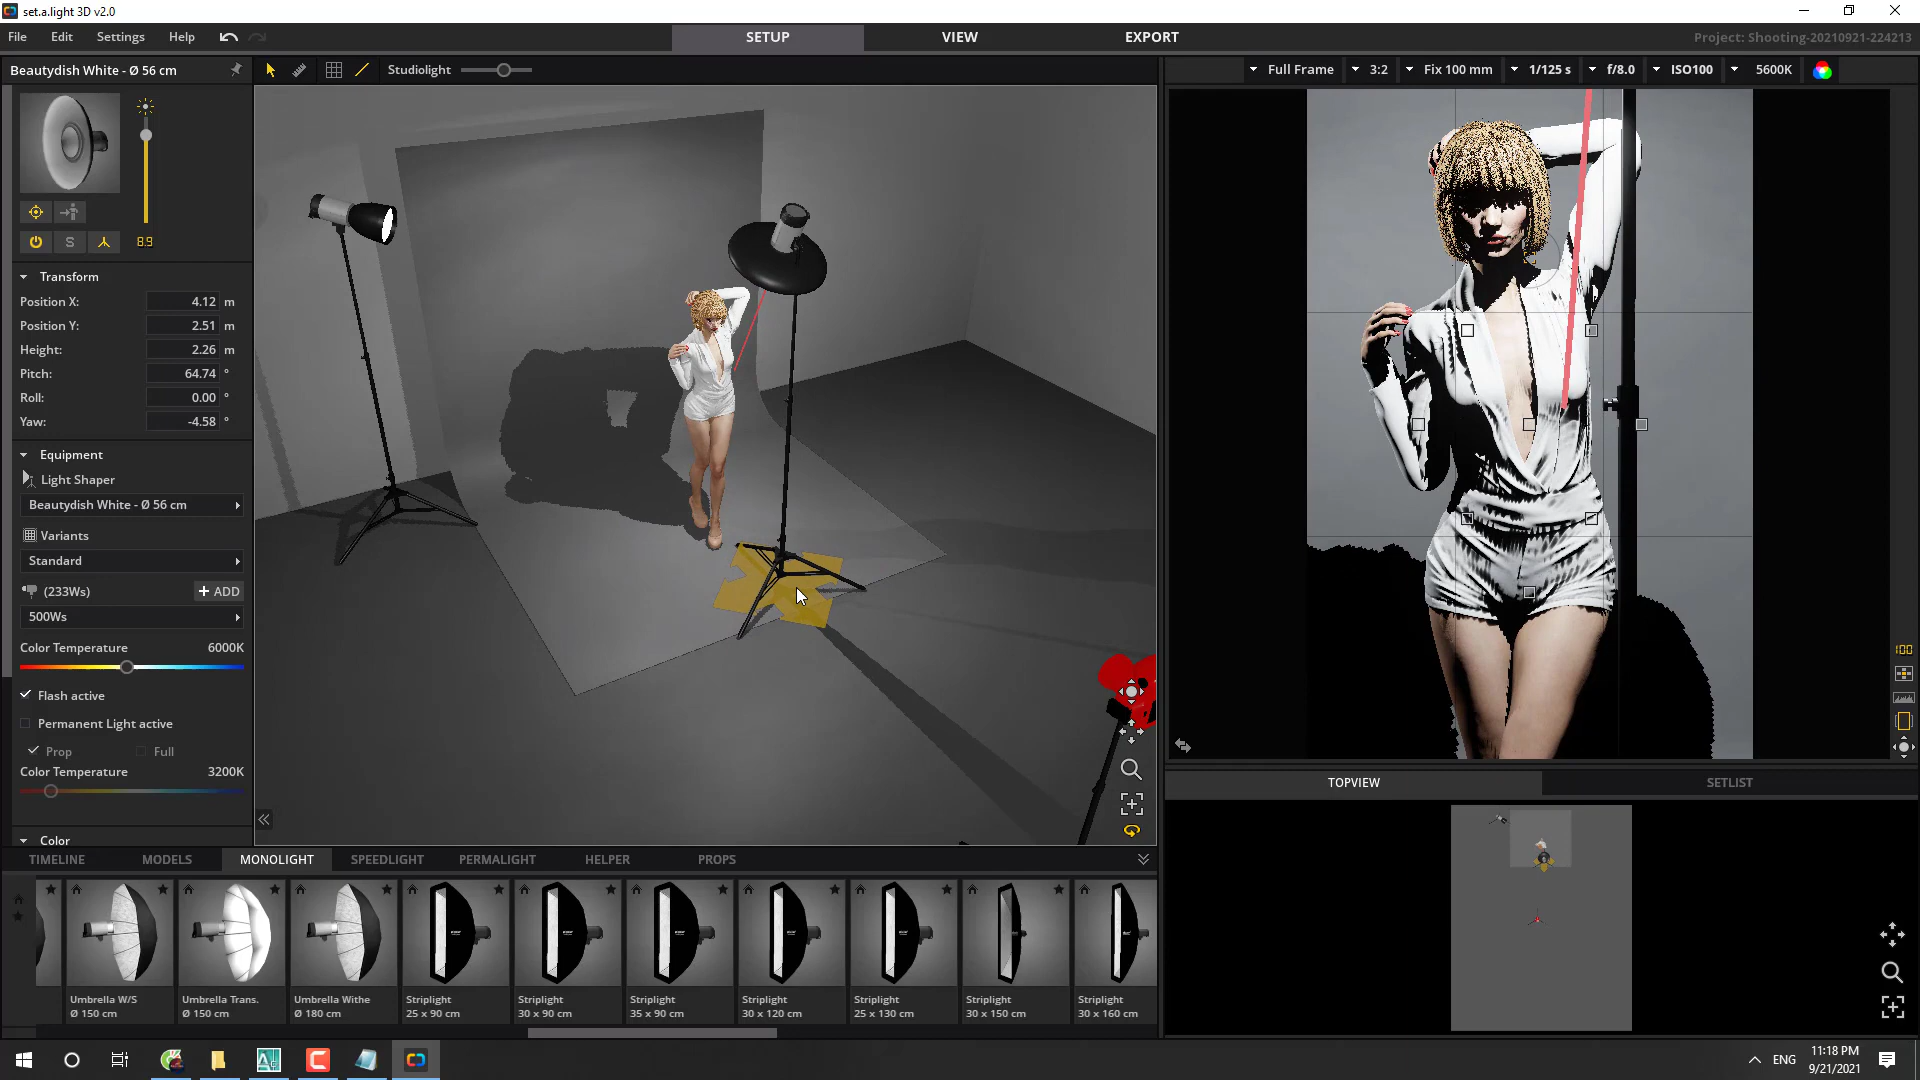 set.a.light 3D v2.0
File Edit Settings Help
SETUP VIEW EXPORT
Project: Shooting-20210921-224213
Beautydish White - Ø 56 cm
Studiolight
Full Frame 3:2 Fix 100 mm 1/125 s f/8.0 ISO100 5600K
S
8.9
Transform
Position X: 4.12 m
Position Y: 2.51 m
Height: 2.26 m
Pitch: 64.74 °
Roll: 0.00 °
Yaw: -4.58 °
Equipment
Light Shaper
Beautydish White - Ø 56 cm
Variants
Standard
(233Ws) + ADD
500Ws
Color Temperature 6000K
Flash active
Permanent Light active
Prop Full
Color Temperature 3200K
Color
100
TOPVIEW SETLIST
TIMELINE MODELS MONOLIGHT SPEEDLIGHT PERMALIGHT HELPER PROPS
Umbrella W/S
Ø 150 cm
Umbrella Trans.
Ø 150 cm
Umbrella Withe
Ø 180 cm
Striplight
25 x 90 cm
Striplight
30 x 90 cm
Striplight
35 x 90 cm
Striplight
30 x 120 cm
Striplight
25 x 130 cm
Striplight
30 x 150 cm
Striplight
30 x 160 cm
ENG
11:18 PM
9/21/2021